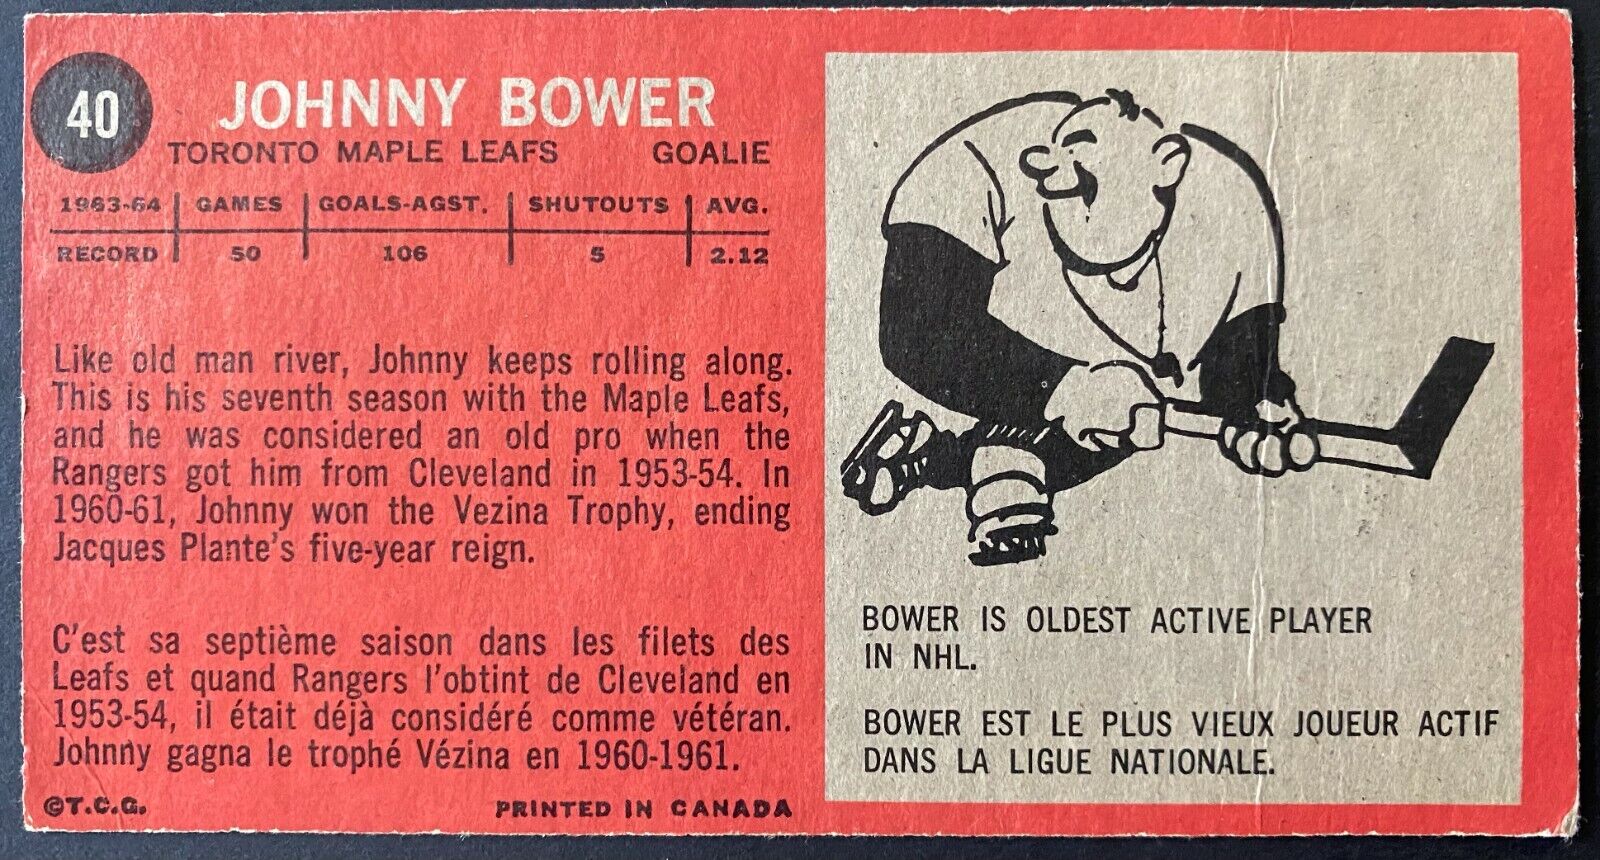 40
JOHNNY BOWER
TORONTO MAPLE LEAFS GOALIE
1963-64 GAMES GOALS-AGST. SHUTOUTS AVG.
RECORD 50 106 5 2.12
Like old man river, Johnny keeps rolling along.
This is his seventh season with the Maple Leafs,
and he was considered an old pro when the
Rangers got him from Cleveland in 1953-54. In
1960-61, Johnny won the Vezina Trophy, ending
Jacques Plante's five-year reign.
C'est sa septième saison dans les filets des
Leafs et quand Rangers l'obtint de Cleveland en
1953-54, il était déjà considéré comme vétéran.
Johnny gagna le trophé Vézina en 1960-1961.
©T.C.G. PRINTED IN CANADA
BOWER IS OLDEST ACTIVE PLAYER
IN NHL.
BOWER EST LE PLUS VIEUX JOUEUR ACTIF
DANS LA LIGUE NATIONALE.